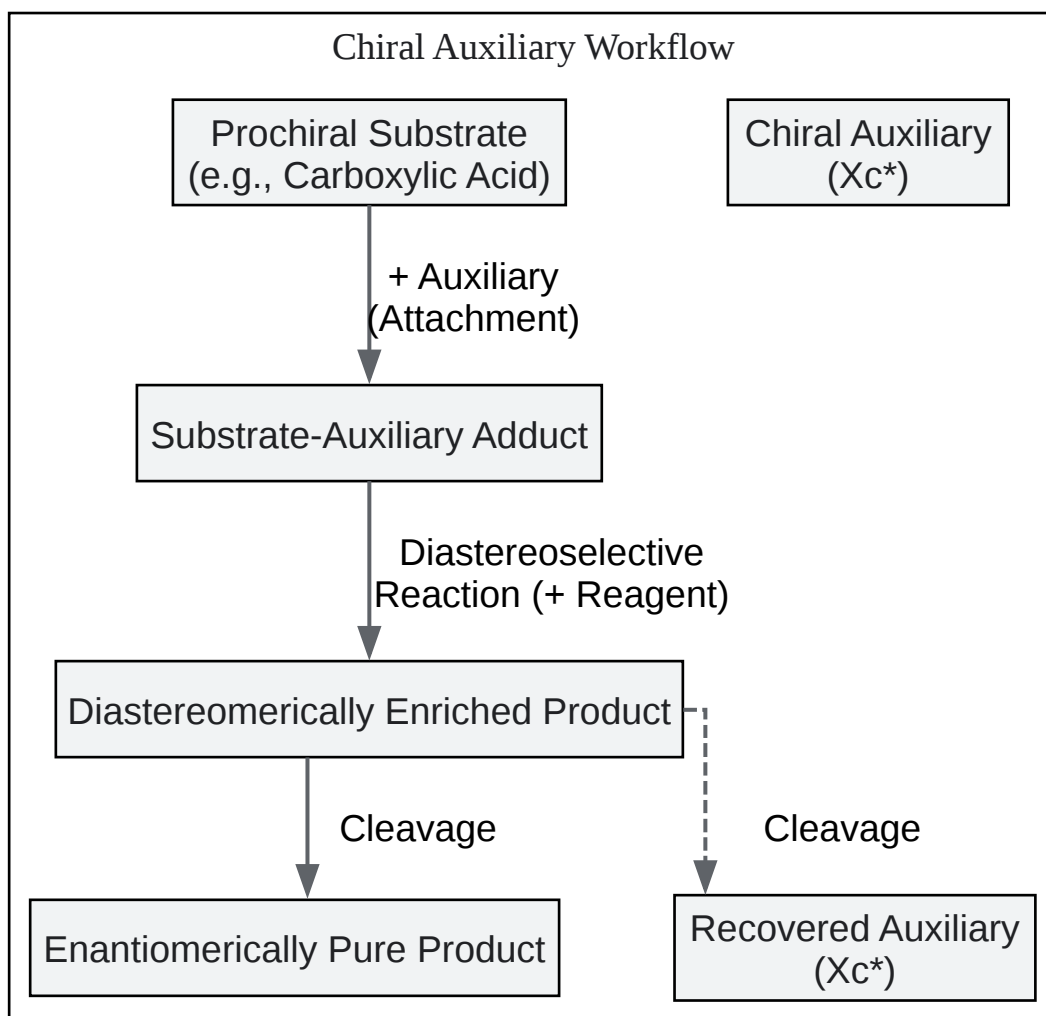 Chiral Auxiliary Workflow
Prochiral Substrate
(e.g., Carboxylic Acid)
Chiral Auxiliary
(Xc*)
+ Auxiliary
(Attachment)
Substrate-Auxiliary Adduct
Diastereoselective
Reaction (+ Reagent)
Diastereomerically Enriched Product
Cleavage
Cleavage
Enantiomerically Pure Product
Recovered Auxiliary
(Xc*)